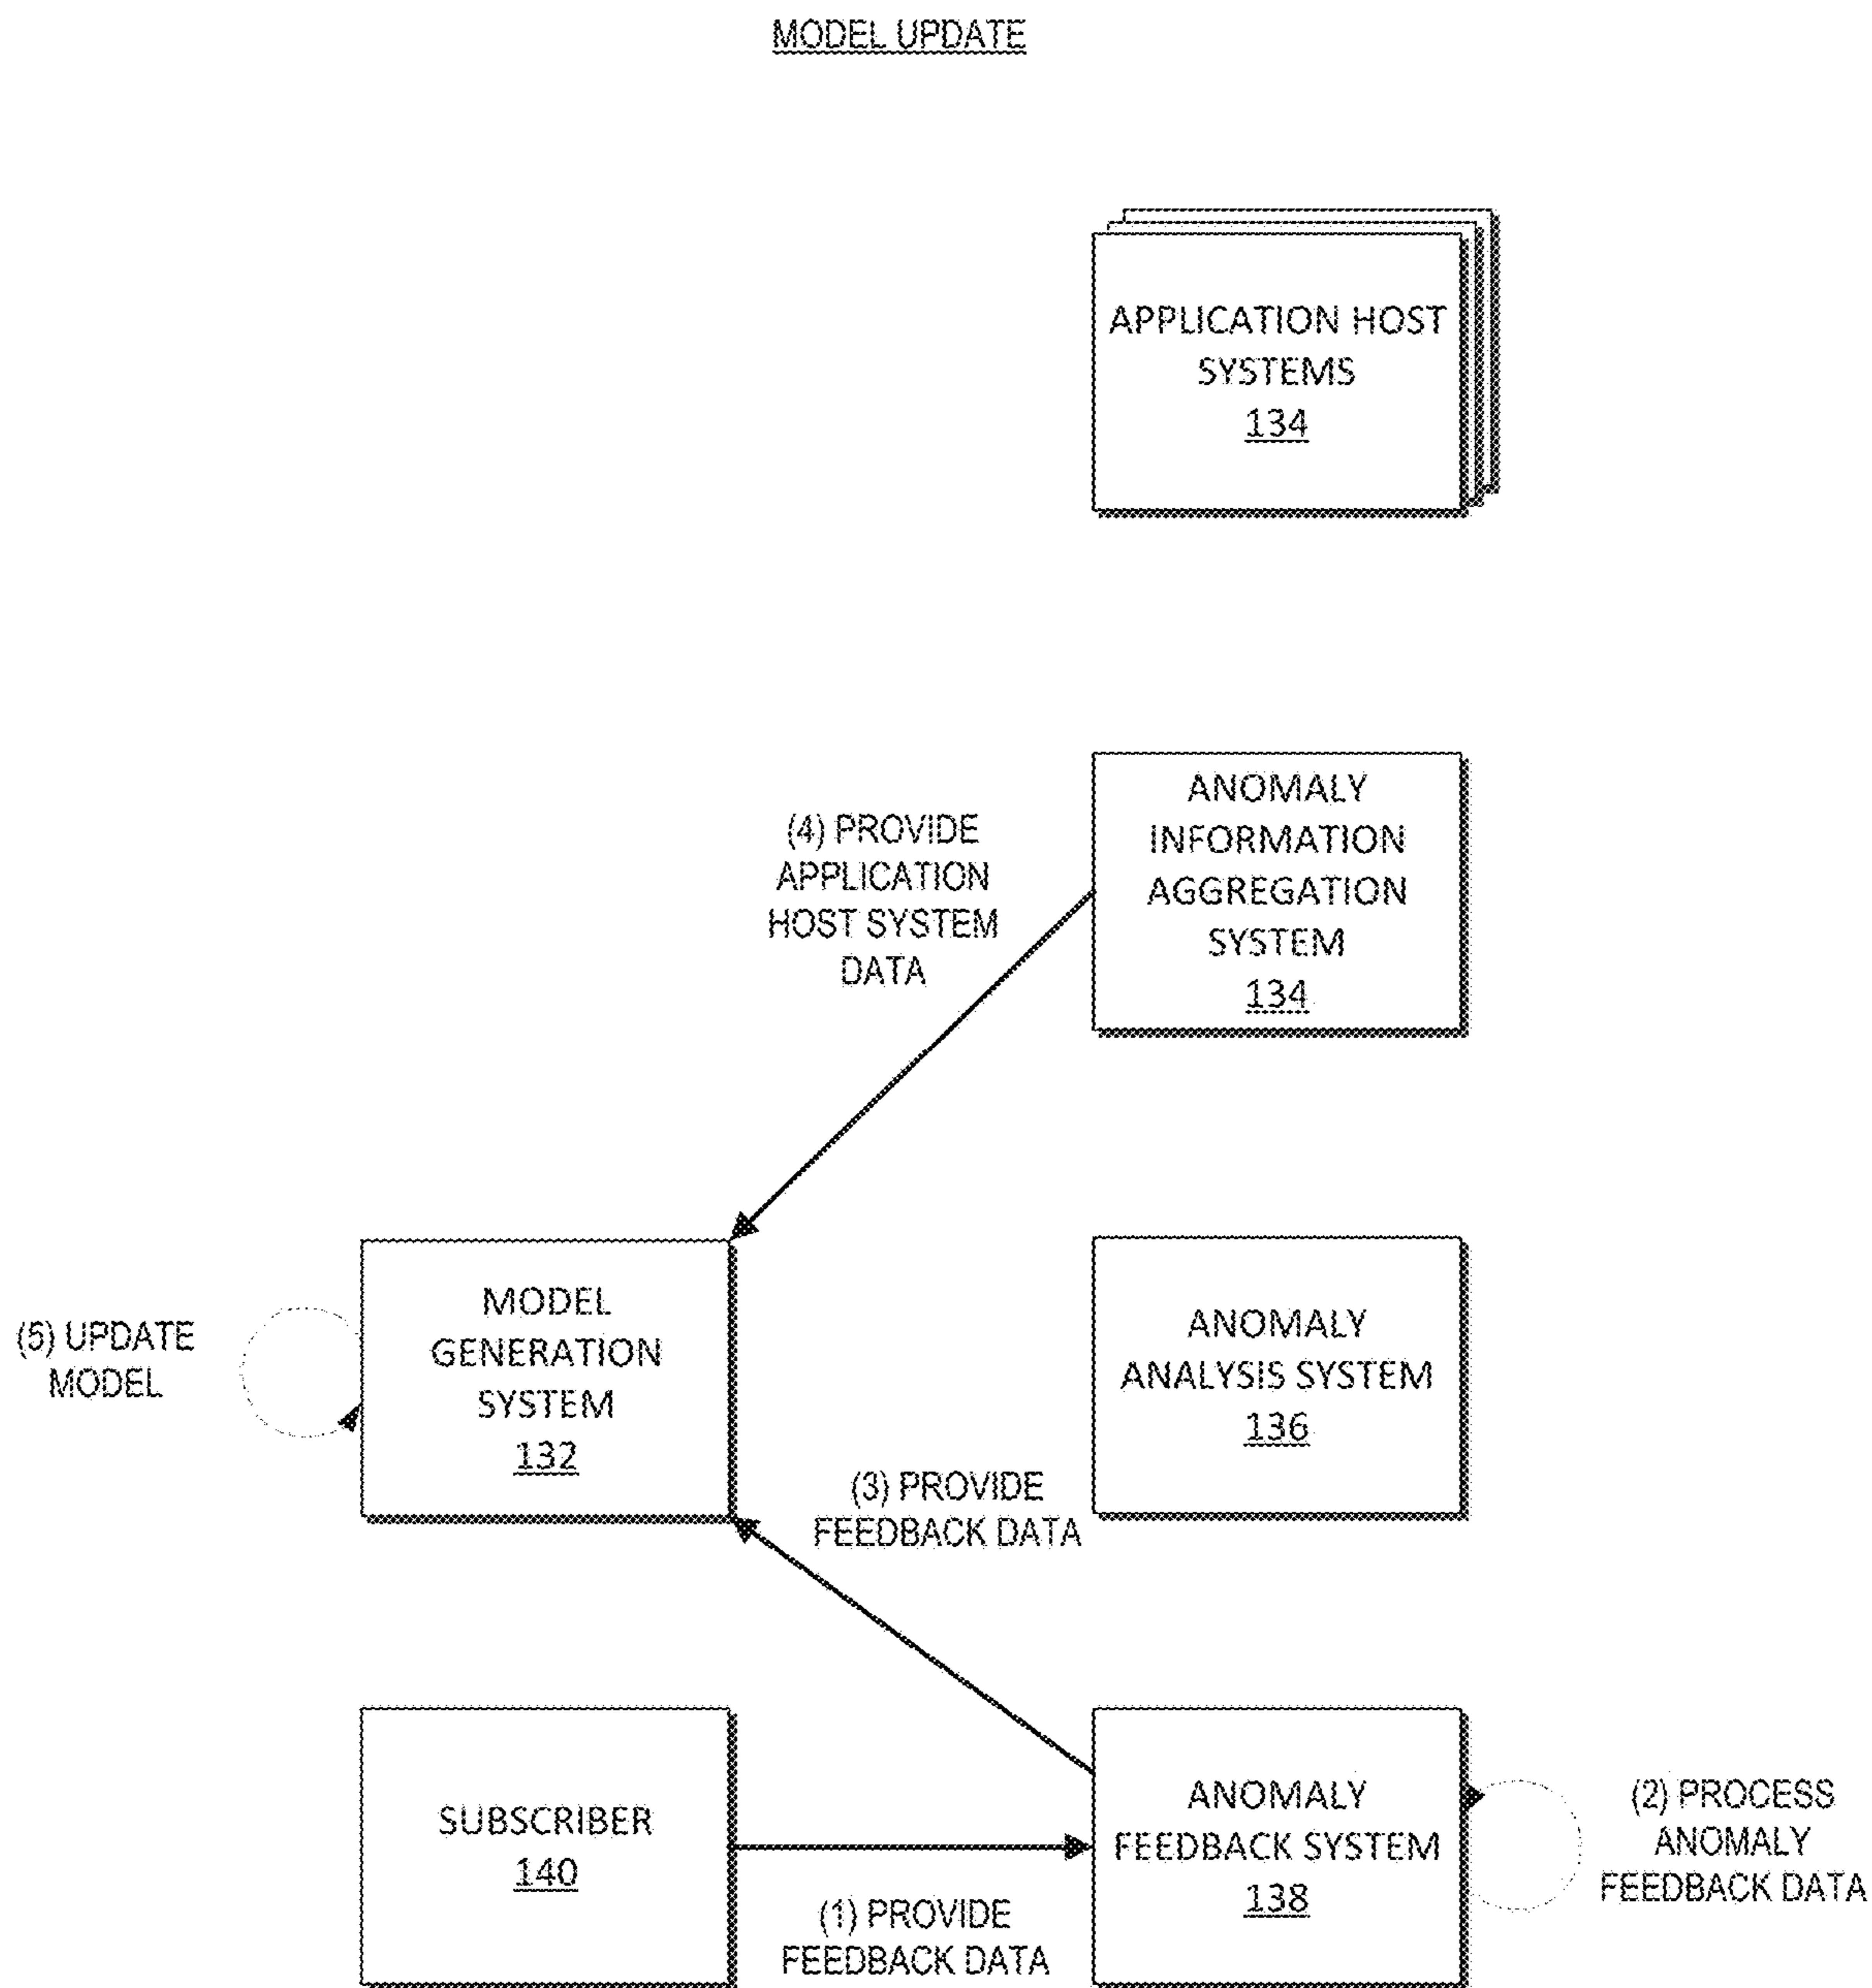 MODEL UPDATE
APPLICATION HOST
SYSTEMS
134
ANOMALY
INFORMATION
AGGREGATION
SYSTEM
134
(4) PROVIDE
APPLICATION
HOST SYSTEM
DATA
(5) UPDATE
MODEL
MODEL
GENERATION
SYSTEM
132
ANOMALY
ANALYSIS SYSTEM
136
(3) PROVIDE
FEEDBACK DATA
SUBSCRIBER
140
(1) PROVIDE
FEEDBACK DATA
ANOMALY
FEEDBACK SYSTEM
138
(2) PROCESS
ANOMALY
FEEDBACK DATA